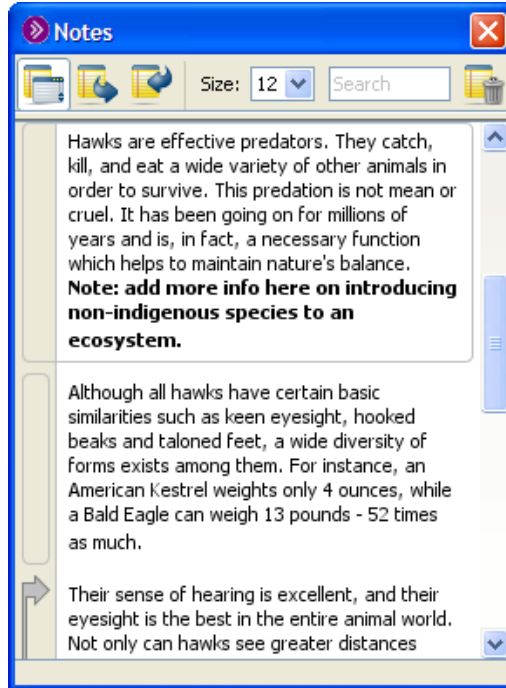 Notes
Size: 12 Search
Hawks are effective predators. They catch,
kill, and eat a wide variety of other animals in
order to survive. This predation is not mean or
cruel. It has been going on for millions of
years and is, in fact, a necessary function
which helps to maintain nature's balance.
Note: add more info here on introducing
non-indigenous species to an
ecosystem.
Although all hawks have certain basic
similarities such as keen eyesight, hooked
beaks and taloned feet, a wide diversity of
forms exists among them. For instance, an
American Kestrel weights only 4 ounces, while
a Bald Eagle can weigh 13 pounds - 52 times
as much.
Their sense of hearing is excellent, and their
eyesight is the best in the entire animal world.
Not only can hawks see greater distances